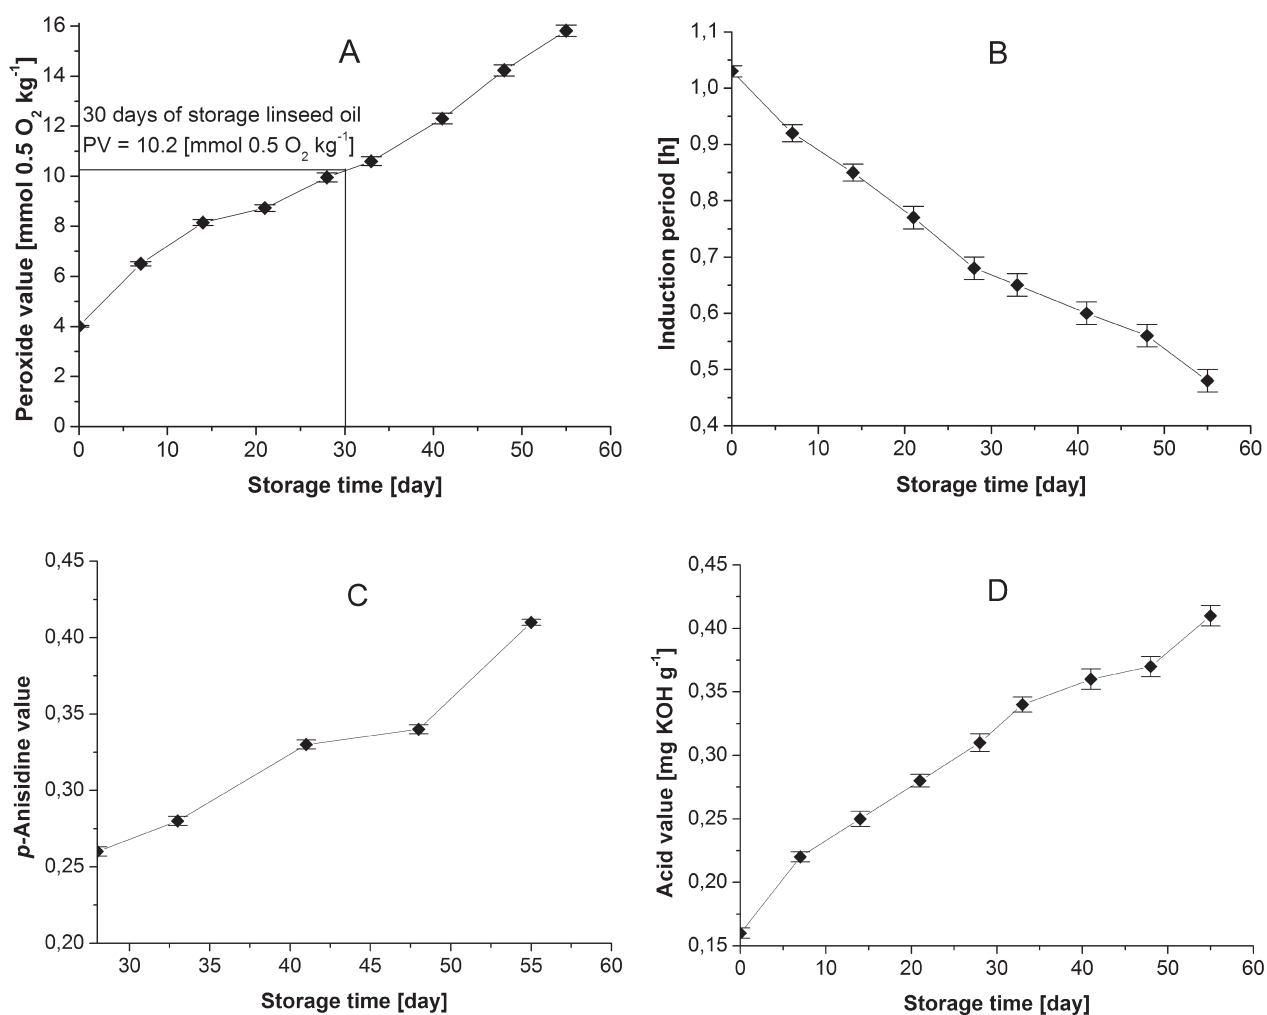 A
16
14
12
10
8
6
4
2
0
Peroxide value [mmol 0.5 O₂ kg⁻¹]
30 days of storage linseed oil
PV = 10.2 [mmol 0.5 O₂ kg⁻¹]
0 10 20 30 40 50 60
Storage time [day]
B
1,1
1,0
0,9
0,8
0,7
0,6
0,5
0,4
Induction period [h]
0 10 20 30 40 50 60
Storage time [day]
C
0,45
0,40
0,35
0,30
0,25
0,20
p-Anisidine value
30 35 40 45 50 55 60
Storage time [day]
D
0,45
0,40
0,35
0,30
0,25
0,20
0,15
Acid value [mg KOH g⁻¹]
0 10 20 30 40 50 60
Storage time [day]